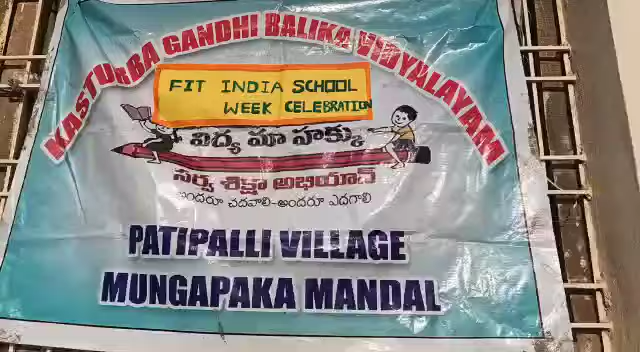 KASTURBA GANDHI BALIKA VIDYALAYAM
FIT INDIA SCHOOL
WEEK CELEBRATION
విద్య మా హక్కు
సర్వ శిక్షా అభియాన్
అందరూ చదవాలి-అందరూ ఎదగాలి
PATIPALLI VILLAGE
MUNGAPAKA MANDAL